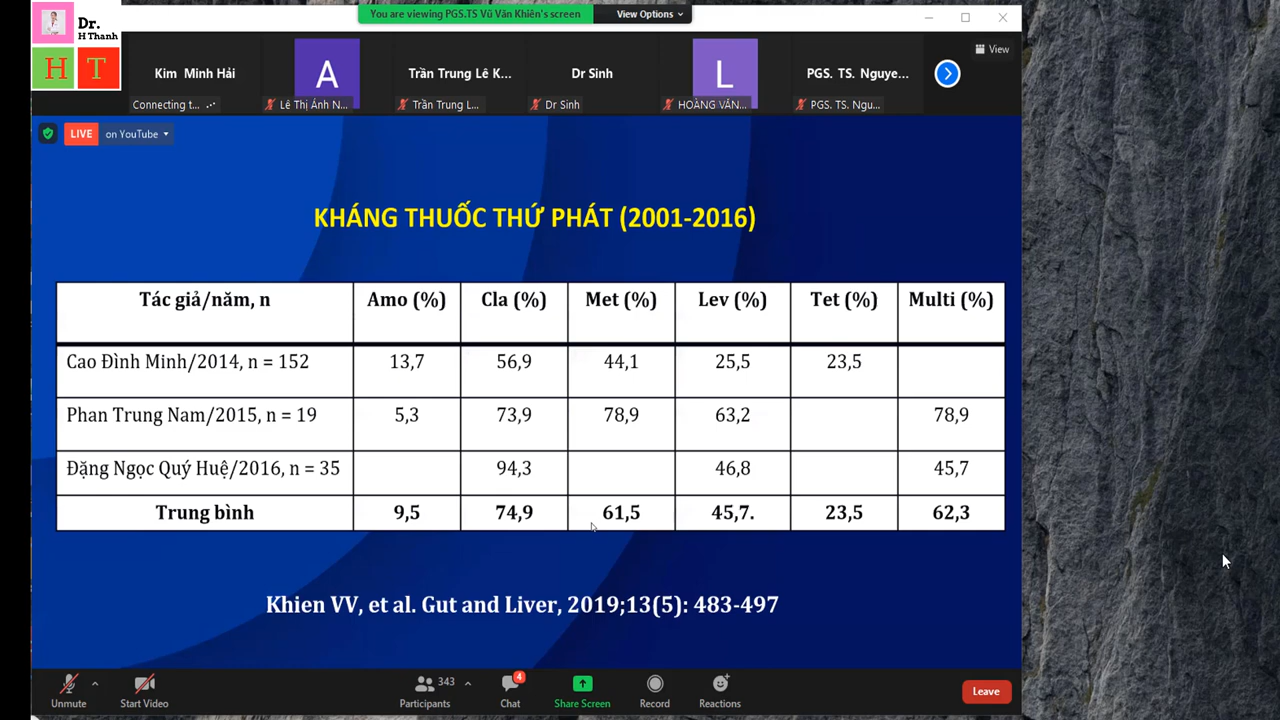 Dr.
H Thanh
H T
You are viewing PGS.TS Vũ Văn Khiên's screen
View Options
View
Kim Minh Hải
A
Trần Trung Lê K...
Dr Sinh
L
PGS. TS. Nguye...
Connecting t...
Lê Thị Ánh N...
Trần Trung L...
Dr Sinh
HOÀNG VĂN...
PGS. TS. Ngu...
LIVE on YouTube
KHÁNG THUỐC THỨ PHÁT (2001-2016)
Tác giả/năm, n Amo (%) Cla (%) Met (%) Lev (%) Tet (%) Multi (%)
Cao Đình Minh/2014, n = 152 13,7 56,9 44,1 25,5 23,5
Phan Trung Nam/2015, n = 19 5,3 73,9 78,9 63,2 78,9
Đặng Ngọc Quý Huệ/2016, n = 35 94,3 46,8 45,7
Trung bình 9,5 74,9 61,5 45,7. 23,5 62,3
Khien VV, et al. Gut and Liver, 2019;13(5): 483-497
343
4
Unmute
Start Video
Participants
Chat
Share Screen
Record
Reactions
Leave